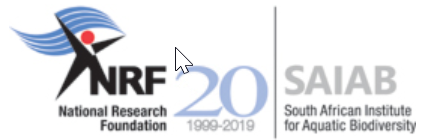 NRF
National Research
Foundation
20
1999-2019
SAIAB
South African Institute
for Aquatic Biodiversity